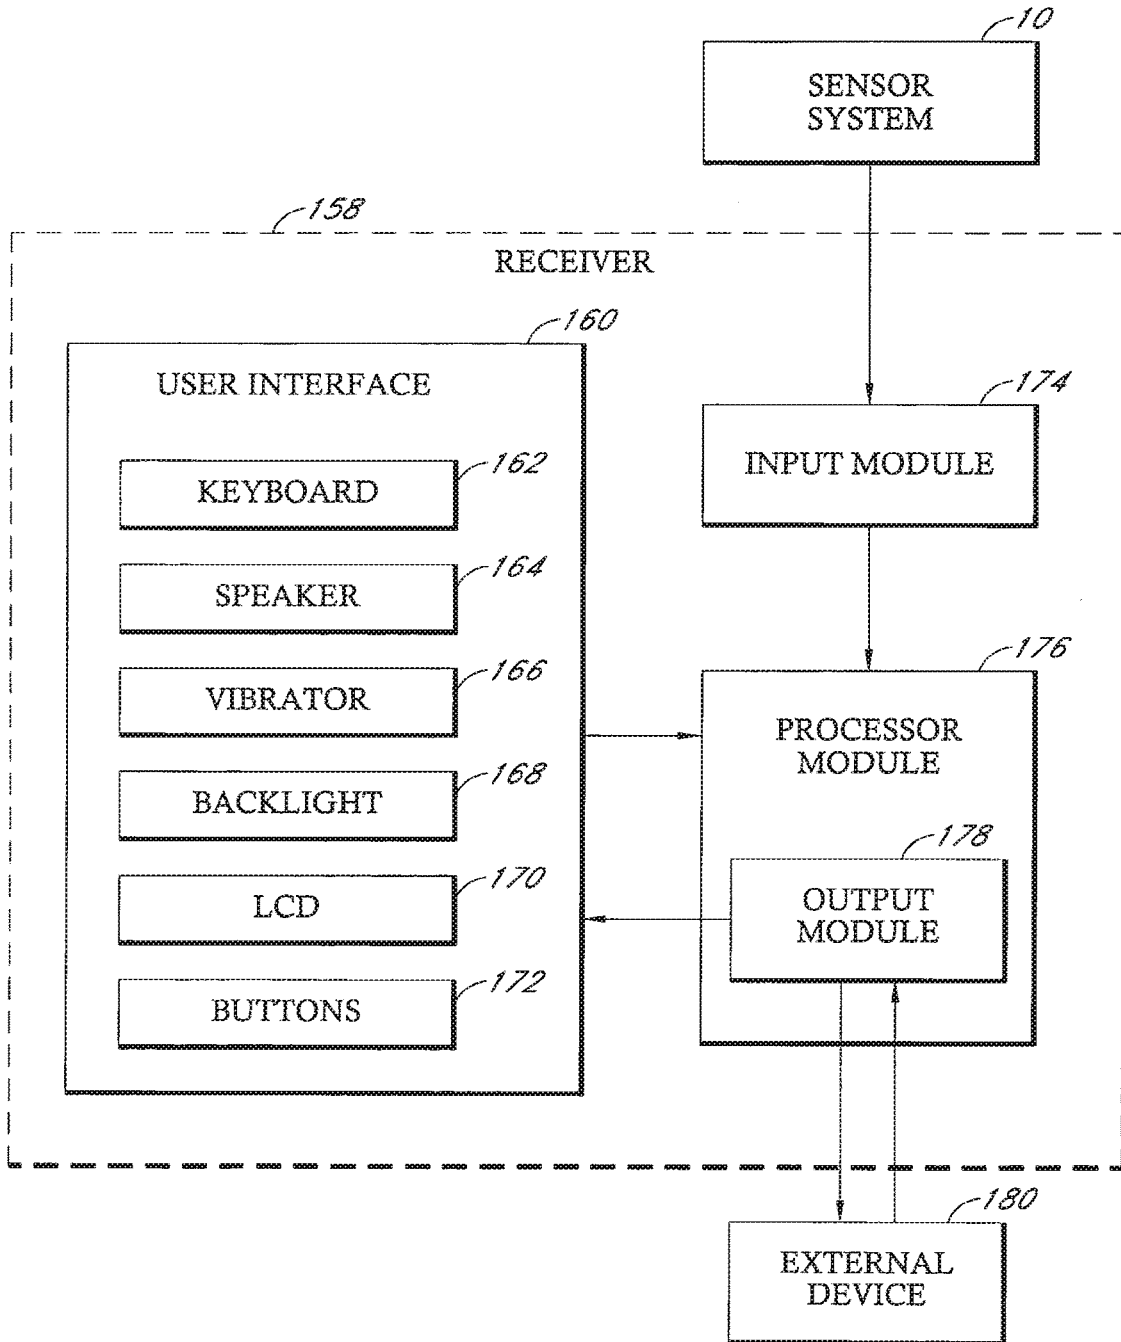 10
SENSOR
SYSTEM
158
RECEIVER
160
USER INTERFACE
174
INPUT MODULE
162
KEYBOARD
164
SPEAKER
166
VIBRATOR
176
PROCESSOR
MODULE
168
BACKLIGHT
178
OUTPUT
MODULE
170
LCD
172
BUTTONS
180
EXTERNAL
DEVICE